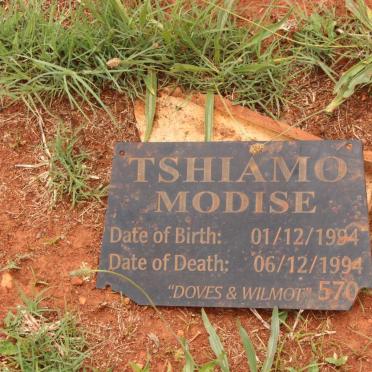 TSHIAMO
MODISE
Date of Birth: 01/12/1994
Date of Death: 06/12/1994
"DOVES & WILMOT" 570